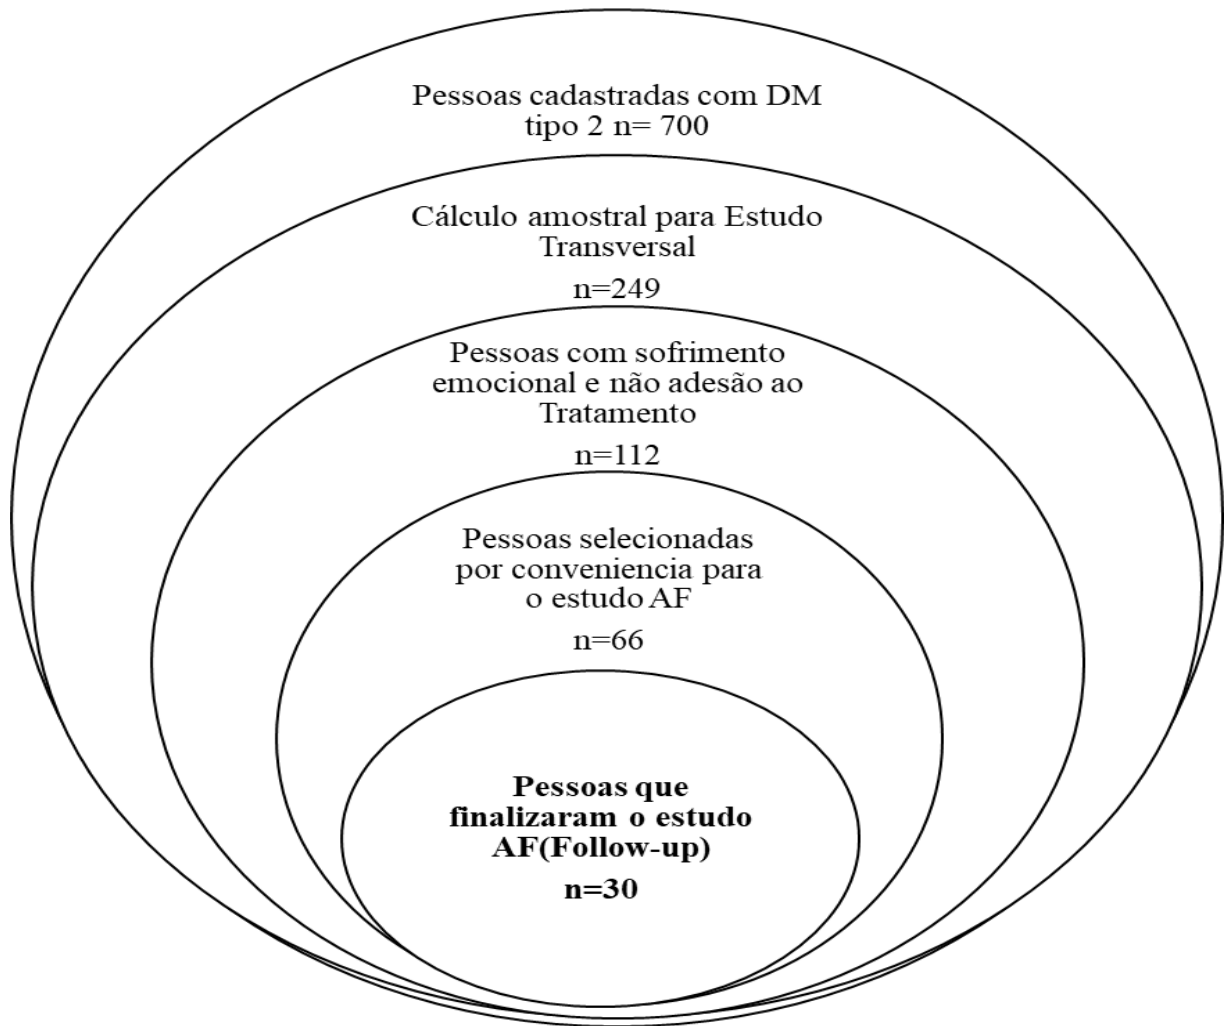 Pessoas cadastradas com DM
tipo 2 n= 700
Cálculo amostral para Estudo
Transversal
n=249
Pessoas com sofrimento
emocional e não adesão ao
Tratamento
n=112
Pessoas selecionadas
por conveniencia para
o estudo AF
n=66
Pessoas que
finalizaram o estudo
AF(Follow-up)
n=30